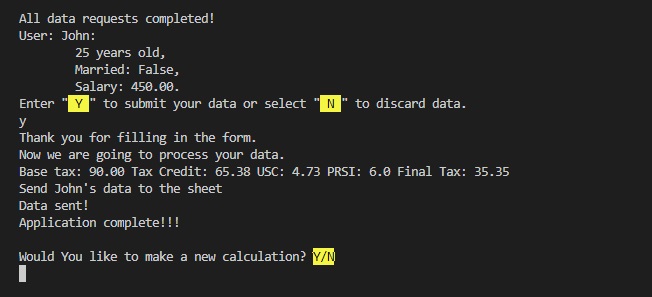 All data requests completed!
User: John:
25 years old,
Married: False,
Salary: 450.00.
Enter " Y " to submit your data or select " N " to discard data.
y
Thank you for filling in the form.
Now we are going to process your data.
Base tax: 90.00 Tax Credit: 65.38 USC: 4.73 PRSI: 6.0 Final Tax: 35.35
Send John's data to the sheet
Data sent!
Application complete!!!
Would You like to make a new calculation? Y/N